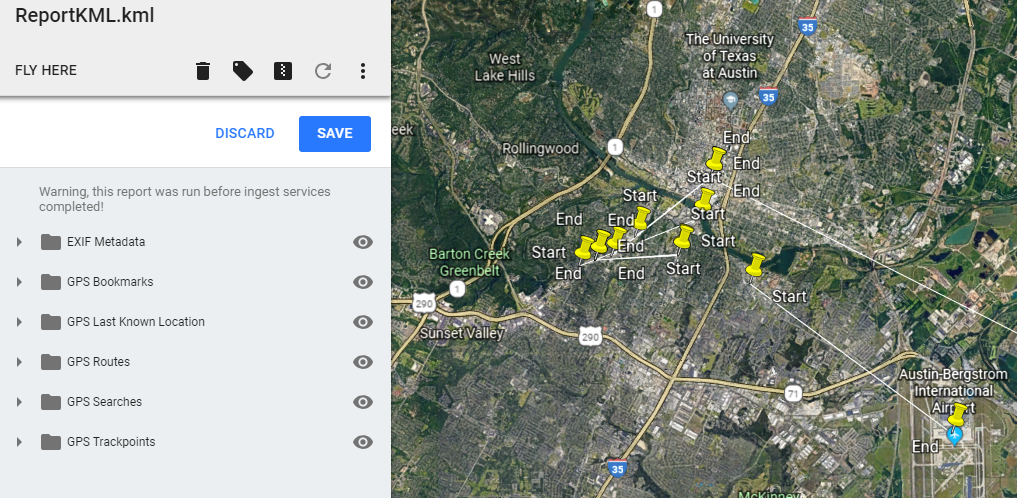 ReportKML.kml
FLY HERE
DISCARD
SAVE
Warning, this report was run before ingest services
completed!
EXIF Metadata
GPS Bookmarks
GPS Last Known Location
GPS Routes
GPS Searches
GPS Trackpoints
1
35
The University
of Texas
at Austin
West
Lake Hills
35
eek
1
Rollingwood
End
End
Start
End
Start
Start
End
End
Start
End
Start
Barton Creek
Greenbelt
End
End
Start
1
290
Start
Sunset Valley
290
Austin-Bergstrom
International
Airport
71
End
35
McKinney